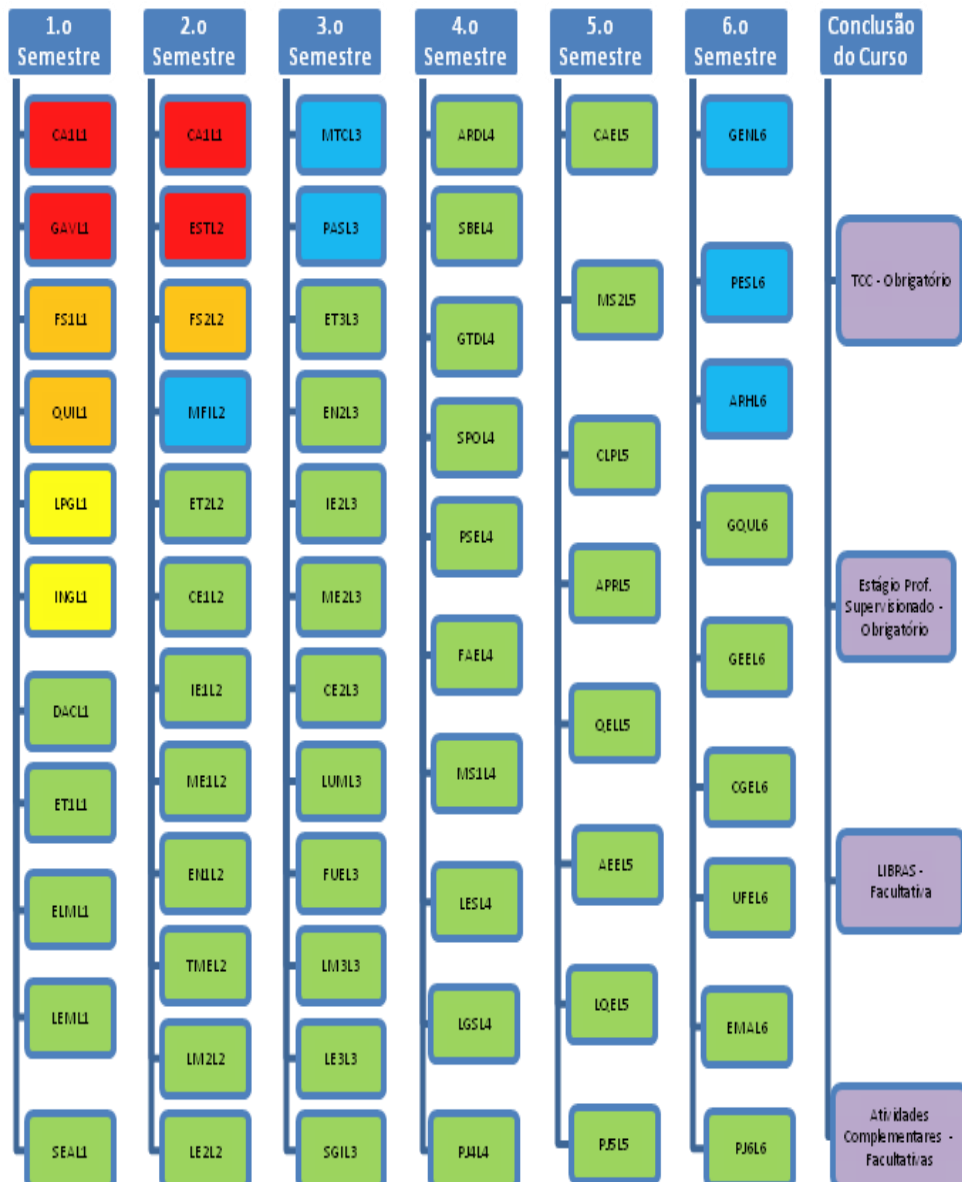 1.o
Semestre
CA1L1
GAVL1
FS1L1
QUIL1
LPGL1
INGL1
DACL1
ET1L1
ELML1
LEML1
SEAL1
2.o
Semestre
CA1L1
ESTL2
FS2L2
MFIL2
ET2L2
CE1L2
IE1L2
ME1L2
EN1L2
TMEL2
LM2L2
LE2L2
3.o
Semestre
MTCL3
PASL3
ET3L3
EN2L3
IE2L3
ME2L3
CE2L3
LUML3
FUEL3
LM3L3
LE3L3
SGIL3
4.o
Semestre
ARDL4
SBEL4
GTDL4
SPOL4
PSEL4
FAEL4
MS1L4
LESL4
LGSL4
PJ4L4
5.o
Semestre
CAEL5
MS2L5
CLPL5
APRL5
QELL5
AEEL5
LQEL5
PJ5L5
6.o
Semestre
GENL6
PESL6
ARHL6
GQUL6
GEEL6
CGEL6
UFEL6
EMAL6
PJ6L6
Conclusão
do Curso
TCC - Obrigatório
Estágio Prof.
Supervisionado -
Obrigatório
LIBRAS -
Facultativa
Atividades
Complementares -
Facultativas